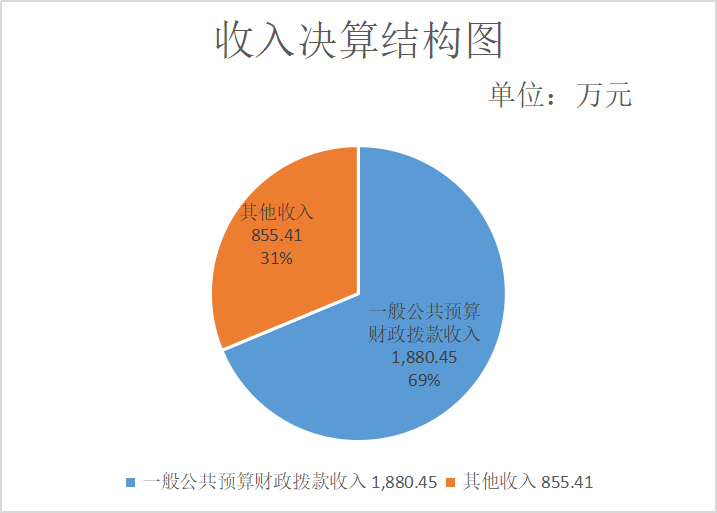 收入决算结构图
单位：万元
其他收入
855.41
31%
一般公共预算
财政拨款收入
1,880.45
69%
一般公共预算财政拨款收入 1,880.45 其他收入 855.41